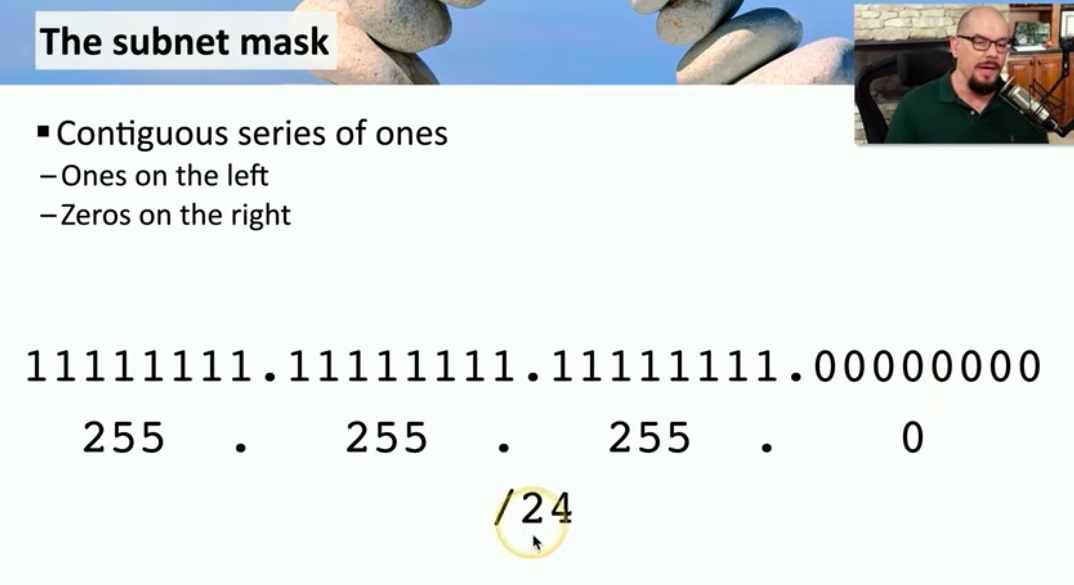 The subnet mask
▪ Contiguous series of ones
– Ones on the left
– Zeros on the right
11111111.11111111.11111111.00000000
255 . 255 . 255 . 0
/24